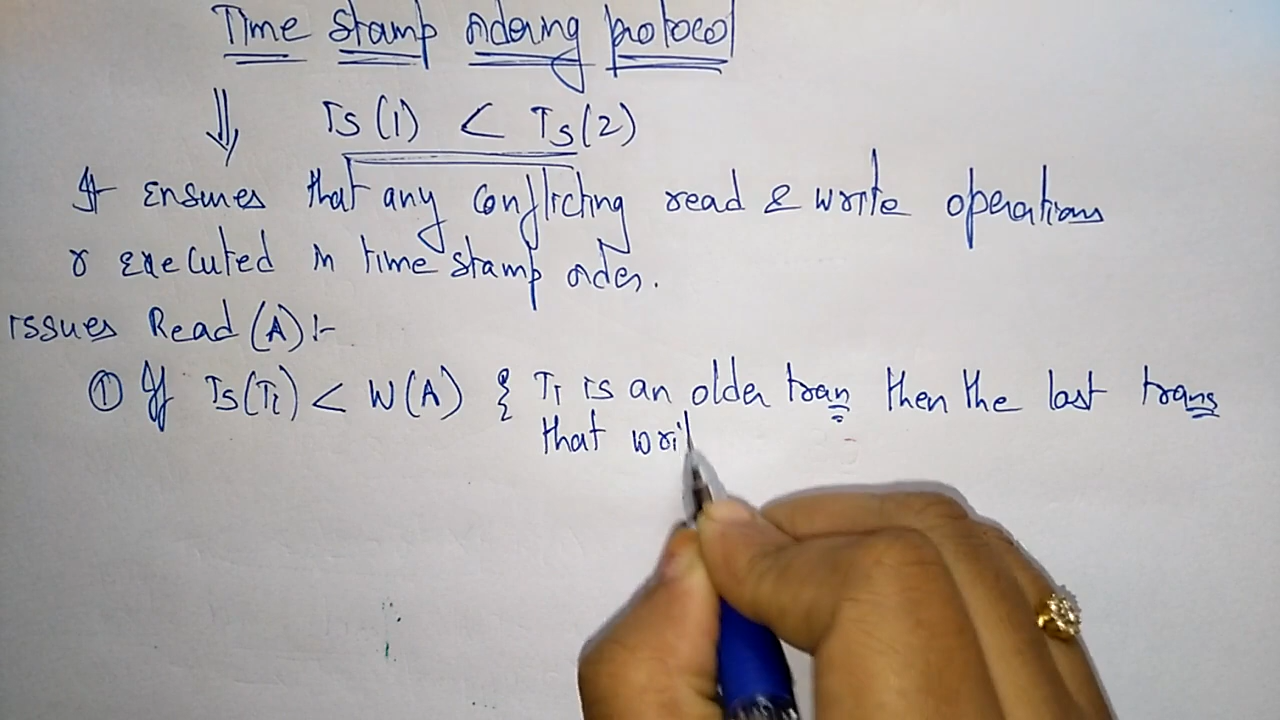 Time stamp ordering protocol
⇓ TS(1) < TS(2)
It ensures that any conflicting read & write operations
r executed in time stamp order.
issues Read (A) :-
① If TS(Ti) < W(A) { Ti is an older tran then the last trans
that wri